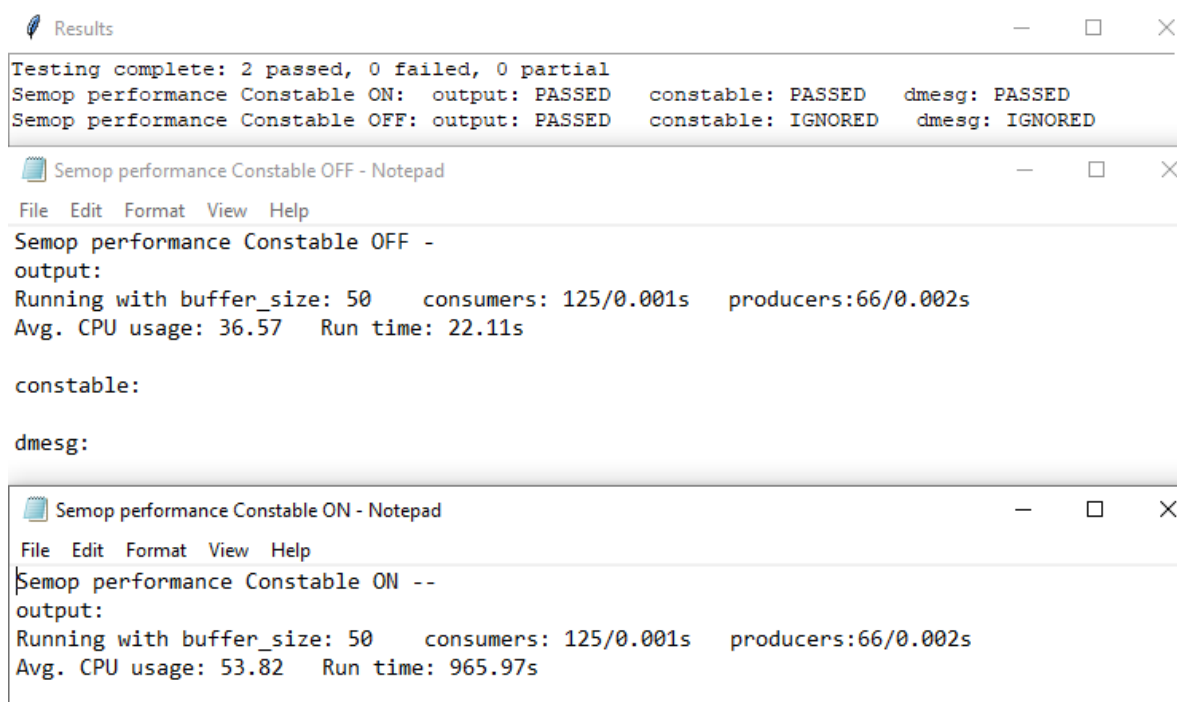 Results
Testing complete: 2 passed, 0 failed, 0 partial
Semop performance Constable ON:  output: PASSED   constable: PASSED   dmesg: PASSED
Semop performance Constable OFF: output: PASSED   constable: IGNORED   dmesg: IGNORED
Semop performance Constable OFF - Notepad
File Edit Format View Help
Semop performance Constable OFF -
output:
Running with buffer_size: 50    consumers: 125/0.001s   producers:66/0.002s
Avg. CPU usage: 36.57   Run time: 22.11s
constable:
dmesg:
Semop performance Constable ON - Notepad
File Edit Format View Help
Semop performance Constable ON --
output:
Running with buffer_size: 50    consumers: 125/0.001s   producers:66/0.002s
Avg. CPU usage: 53.82   Run time: 965.97s